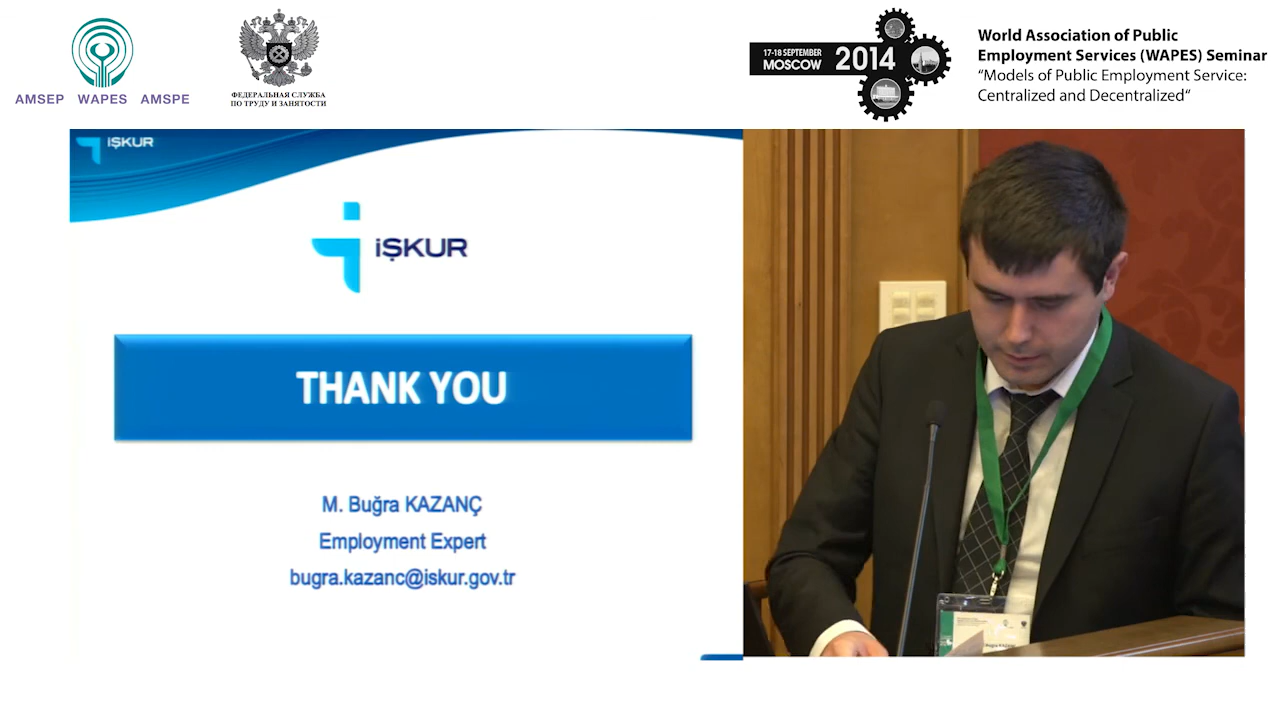 AMSEP WAPES AMSPE
ФЕДЕРАЛЬНАЯ СЛУЖБА
ПО ТРУДУ И ЗАНЯТОСТИ
17-18 SEPTEMBER
MOSCOW
2014
World Association of Public
Employment Services (WAPES) Seminar
“Models of Public Employment Service:
Centralized and Decentralized“
İŞKUR
iŞKUR
THANK YOU
M. Buğra KAZANÇ
Employment Expert
bugra.kazanc@iskur.gov.tr